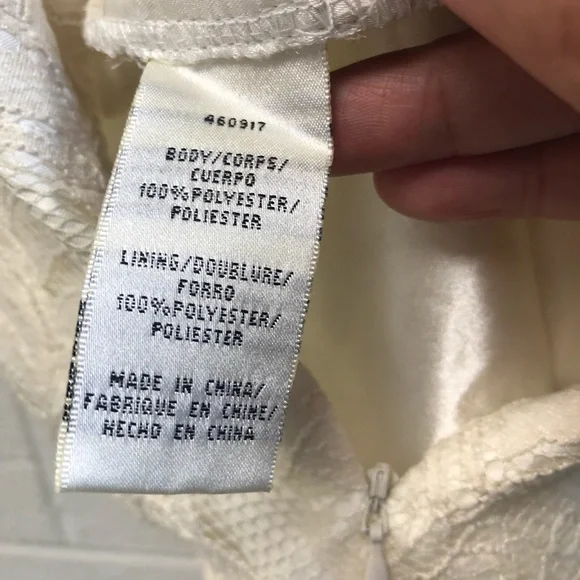 460917
BODY/CORPS/
CUERPO
100%POLYESTER/
POLIESTER
LINING/DOUBLURE/
FORRO
100%POLYESTER/
POLIESTER
MADE IN CHINA/
FABRIQUE EN CHINE/
HECHO EN CHINA